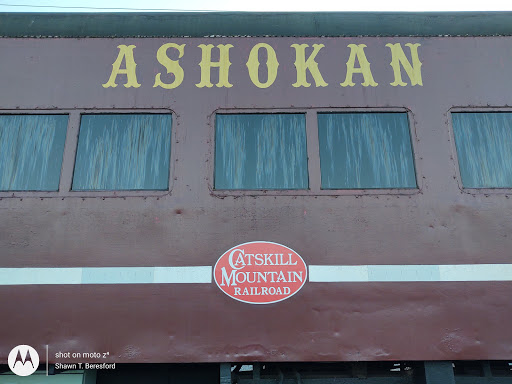 ASHOKAN
CATSKILL
MOUNTAIN
RAILROAD
shot on moto z⁴
Shawn T. Beresford